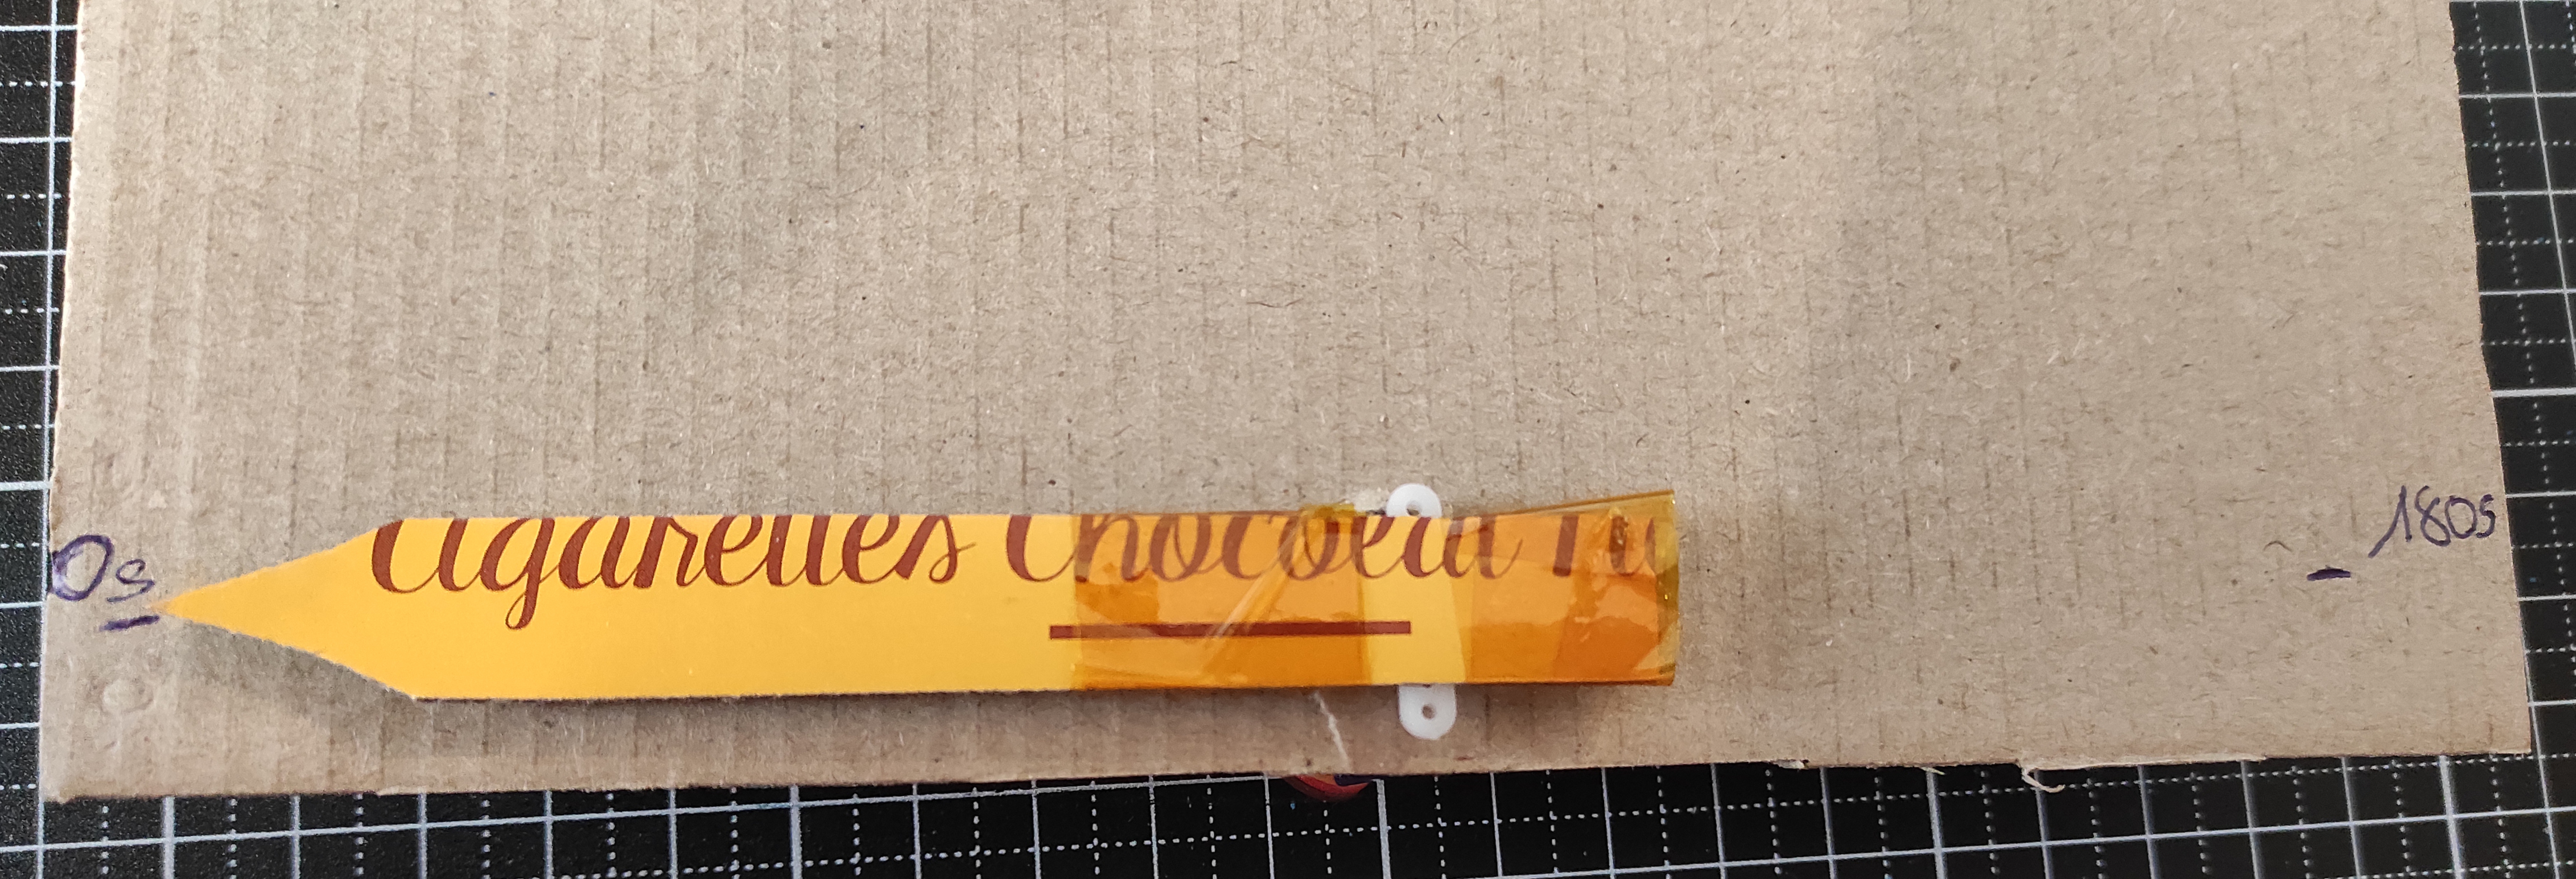 0s
Cigarettes Chocolat
180s